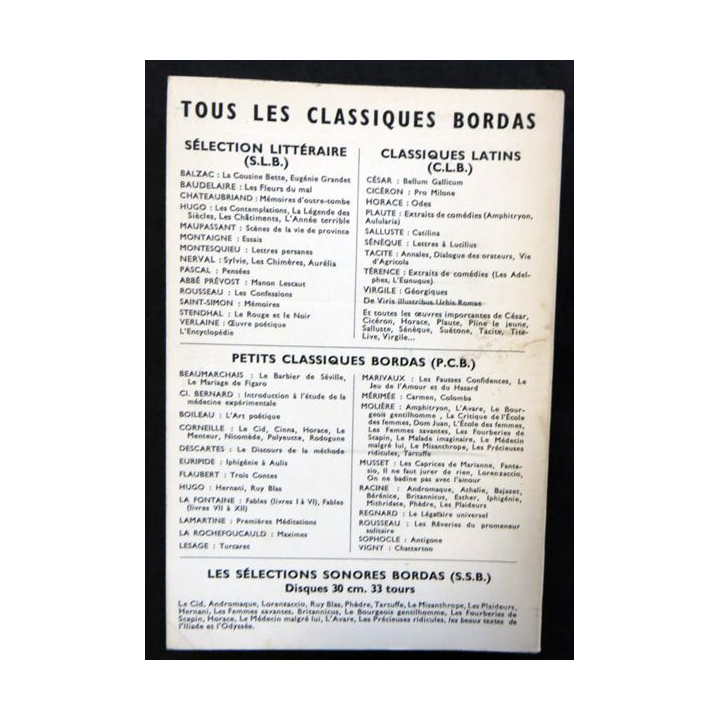 TOUS LES CLASSIQUES BORDAS
SÉLECTION LITTÉRAIRE
(S.L.B.)
BALZAC : La Cousine Bette, Eugénie Grandet
BAUDELAIRE : Les Fleurs du mal
CHATEAUBRIAND : Mémoires d'outre-tombe
HUGO : Les Contemplations, La Légende des
Siècles, Les Châtiments, L'Année terrible
MAUPASSANT : Scènes de la vie de province
MONTAIGNE : Essais
MONTESQUIEU : Lettres persanes
NERVAL : Sylvie, Les Chimères, Aurélia
PASCAL : Pensées
ABBÉ PRÉVOST : Manon Lescaut
ROUSSEAU : Les Confessions
SAINT-SIMON : Mémoires
STENDHAL : Le Rouge et le Noir
VERLAINE : Œuvre poétique
L'Encyclopédie
CLASSIQUES LATINS
(C.L.B.)
CÉSAR : Bellum Gallicum
CICÉRON : Pro Milone
HORACE : Odes
PLAUTE : Extraits de comédies (Amphitryon,
Aulularia)
SALLUSTE : Catilina
SÉNÈQUE : Lettres à Lucilius
TACITE : Annales, Dialogue des orateurs, Vie
d'Agricola
TÉRENCE : Extraits de comédies (Les Adel-
phes, L'Eunuque)
VIRGILE : Géorgiques
De Viris illustribus Urbis Romae
Et toutes les œuvres importantes de César,
Cicéron, Horace, Plaute, Pline le jeune,
Salluste, Sénèque, Suétone, Tacite, Tite-
Live, Virgile...
PETITS CLASSIQUES BORDAS (P.C.B.)
BEAUMARCHAIS : Le Barbier de Séville,
Le Mariage de Figaro
Cl. BERNARD : Introduction à l'étude de la
médecine expérimentale
BOILEAU : L'Art poétique
CORNEILLE : Le Cid, Cinna, Horace, Le
Menteur, Nicomède, Polyeucte, Rodogune
DESCARTES : Le Discours de la méthode
EURIPIDE : Iphigénie à Aulis
FLAUBERT : Trois Contes
HUGO : Hernani, Ruy Blas
LA FONTAINE : Fables (livres I à VI), Fables
(livres VII à XII)
LAMARTINE : Premières Méditations
LA ROCHEFOUCAULD : Maximes
LESAGE : Turcaret
MARIVAUX : Les Fausses Confidences, Le
Jeu de l'Amour et du Hasard
MÉRIMÉE : Carmen, Colomba
MOLIÈRE : Amphitryon, L'Avare, Le Bour-
geois gentilhomme, La Critique de l'École
des femmes, Dom Juan, L'École des femmes,
Les Femmes savantes, Les Fourberies de
Scapin, Le Malade imaginaire, Le Médecin
malgré lui, Le Misanthrope, Les Précieuses
ridicules, Tartuffe
MUSSET : Les Caprices de Marianne, Fanta-
sio, Il ne faut jurer de rien, Lorenzaccio,
On ne badine pas avec l'amour
RACINE : Andromaque, Athalie, Bajazet,
Bérénice, Britannicus, Esther, Iphigénie,
Mithridate, Phèdre, Les Plaideurs
REGNARD : Le Légataire universel
ROUSSEAU : Les Rêveries du promeneur
solitaire
SOPHOCLE : Antigone
VIGNY : Chatterton
LES SÉLECTIONS SONORES BORDAS (S.S.B.)
Disques 30 cm. 33 tours
Le Cid, Andromaque, Lorenzaccio, Ruy Blas, Phèdre, Tartuffe, Le Misanthrope, Les Plaideurs,
Hernani, Les Femmes savantes, Britannicus, Le Bourgeois gentilhomme, Les Fourberies de
Scapin, Horace, Le Médecin malgré lui, L'Avare, Les Précieuses ridicules, les beaux textes de
l'Iliade et l'Odyssée.